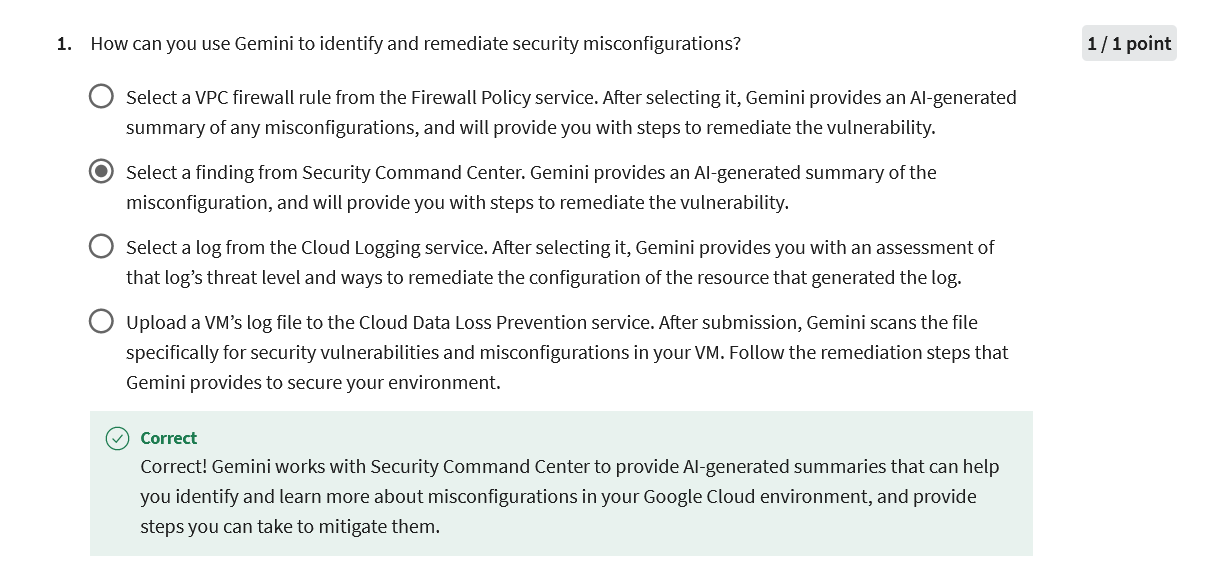 1. How can you use Gemini to identify and remediate security misconfigurations?
1 / 1 point
Select a VPC firewall rule from the Firewall Policy service. After selecting it, Gemini provides an AI-generated
summary of any misconfigurations, and will provide you with steps to remediate the vulnerability.
Select a finding from Security Command Center. Gemini provides an AI-generated summary of the
misconfiguration, and will provide you with steps to remediate the vulnerability.
Select a log from the Cloud Logging service. After selecting it, Gemini provides you with an assessment of
that log’s threat level and ways to remediate the configuration of the resource that generated the log.
Upload a VM’s log file to the Cloud Data Loss Prevention service. After submission, Gemini scans the file
specifically for security vulnerabilities and misconfigurations in your VM. Follow the remediation steps that
Gemini provides to secure your environment.
Correct
Correct! Gemini works with Security Command Center to provide AI-generated summaries that can help
you identify and learn more about misconfigurations in your Google Cloud environment, and provide
steps you can take to mitigate them.